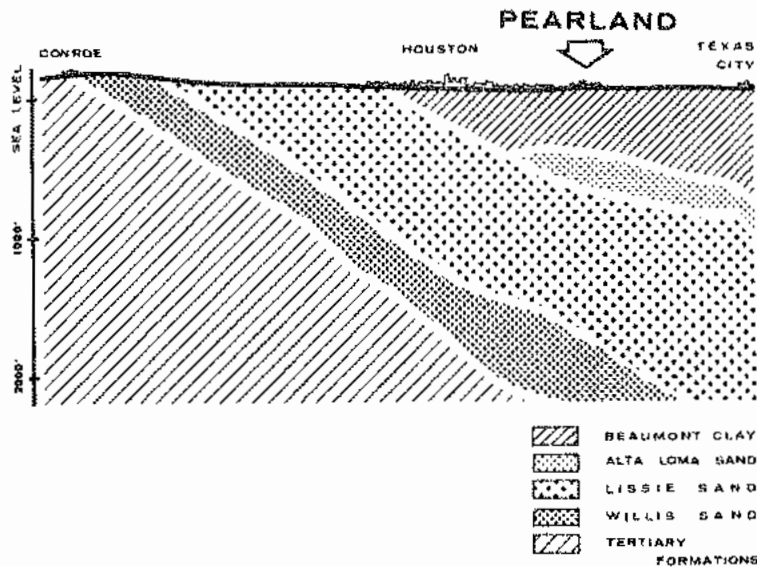 PEARLAND
CONROE
HOUSTON
TEXAS
CITY
SEA LEVEL
1000'
2000'
BEAUMONT CLAY
ALTA LOMA SAND
LISSIE SAND
WILLIS SAND
TERTIARY
FORMATIONS